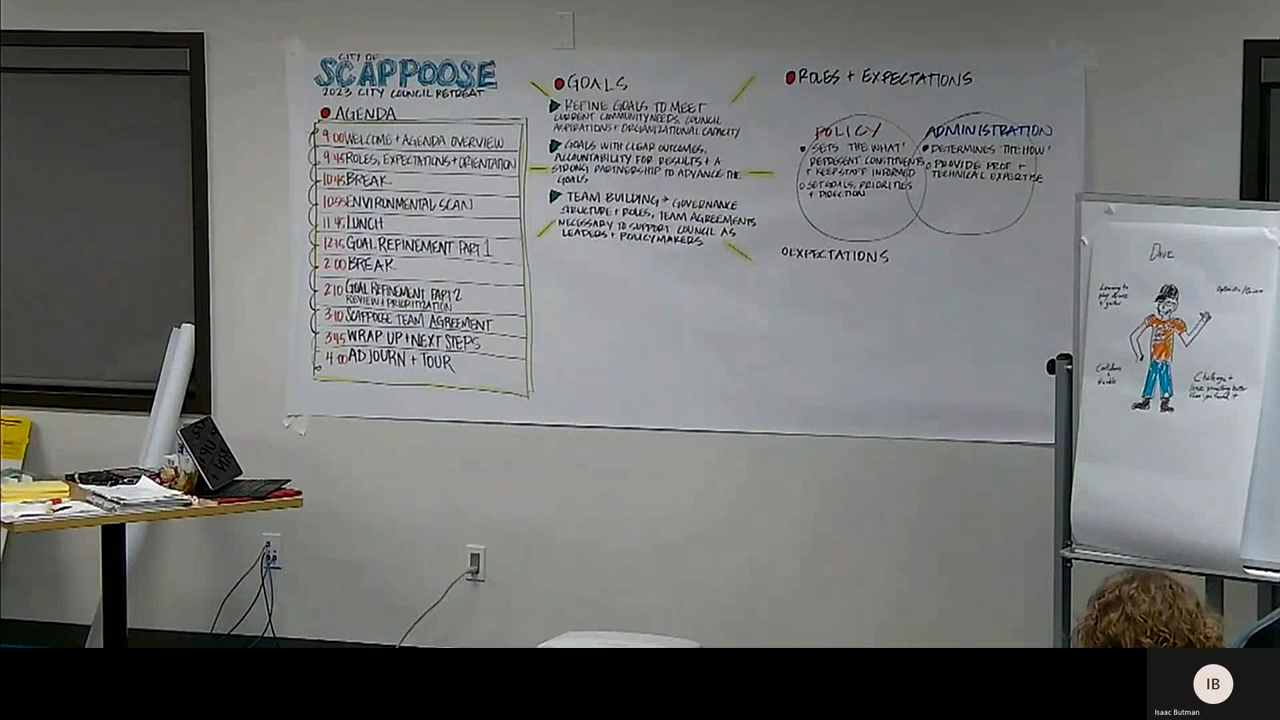 CITY OF
SCAPPOOSE
2023 CITY COUNCIL RETREAT
AGENDA
9:00 WELCOME + AGENDA OVERVIEW
9:45 ROLES, EXPECTATIONS + ORIENTATION
10:45 BREAK
10:55 ENVIRONMENTAL SCAN
11:45 LUNCH
12:15 GOAL REFINEMENT PART 1
2:00 BREAK
2:10 GOAL REFINEMENT PART 2
REVIEW + PRIORITIZATION
3:10 SCAPPOOSE TEAM AGREEMENT
3:45 WRAP UP + NEXT STEPS
4:00 ADJOURN + TOUR
GOALS
REFINE GOALS TO MEET
CURRENT COMMUNITY NEEDS, COUNCIL
ASPIRATIONS + ORGANIZATIONAL CAPACITY
GOALS WITH CLEAR OUTCOMES,
ACCOUNTABILITY FOR RESULTS + A
STRONG PARTNERSHIP TO ADVANCE THE
GOALS
TEAM BUILDING → GOVERNANCE
STRUCTURE + ROLES, TEAM AGREEMENTS
NECESSARY TO SUPPORT COUNCIL AS
LEADERS + POLICYMAKERS
ROLES + EXPECTATIONS
POLICY
SETS 'THE WHAT'
REPRESENT CONSTITUENTS
+ KEEP STAFF INFORMED
SET GOALS, PRIORITIES
+ DIRECTION
ADMINISTRATION
DETERMINES 'THE HOW'
PROVIDE PROF +
TECHNICAL EXPERTISE
EXPECTATIONS
Dave
Learning to
play drums
+ guitar
Challenge +
IB
Isaac Butman